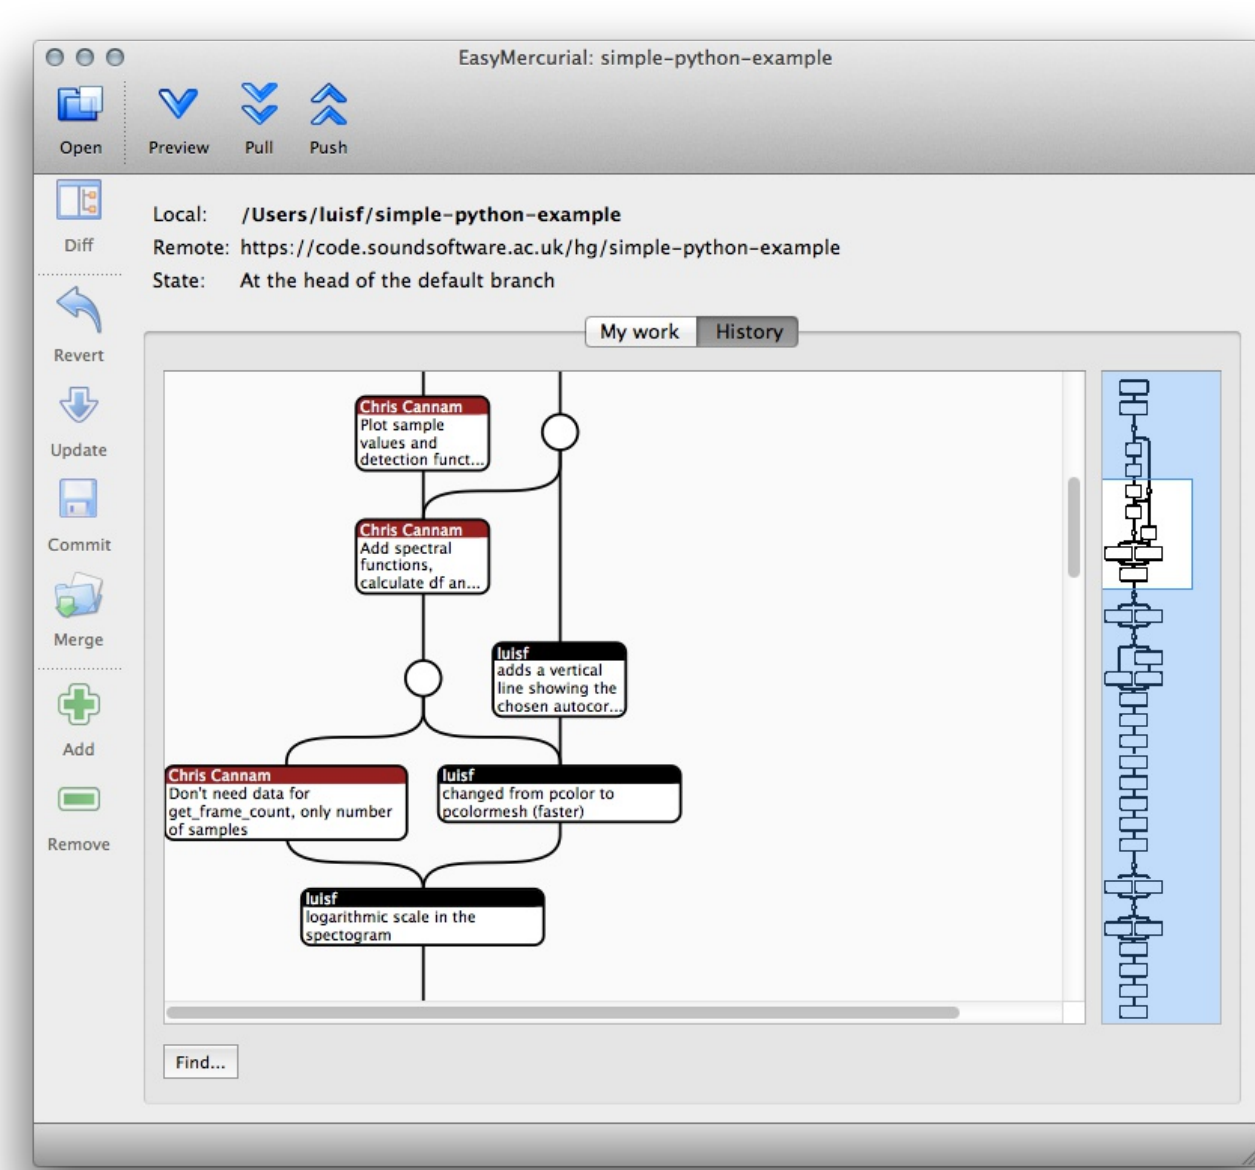 EasyMercurial: simple-python-example
Open
Preview
Pull
Push
Diff
Revert
Update
Commit
Merge
Add
Remove
Local: /Users/luisf/simple-python-example
Remote: https://code.soundsoftware.ac.uk/hg/simple-python-example
State: At the head of the default branch
My work
History
Chris Cannam
Plot sample
values and
detection funct...
Chris Cannam
Add spectral
functions,
calculate df an...
luisf
adds a vertical
line showing the
chosen autocor...
Chris Cannam
Don't need data for
get_frame_count, only number
of samples
luisf
changed from pcolor to
pcolormesh (faster)
luisf
logarithmic scale in the
spectogram
Find...